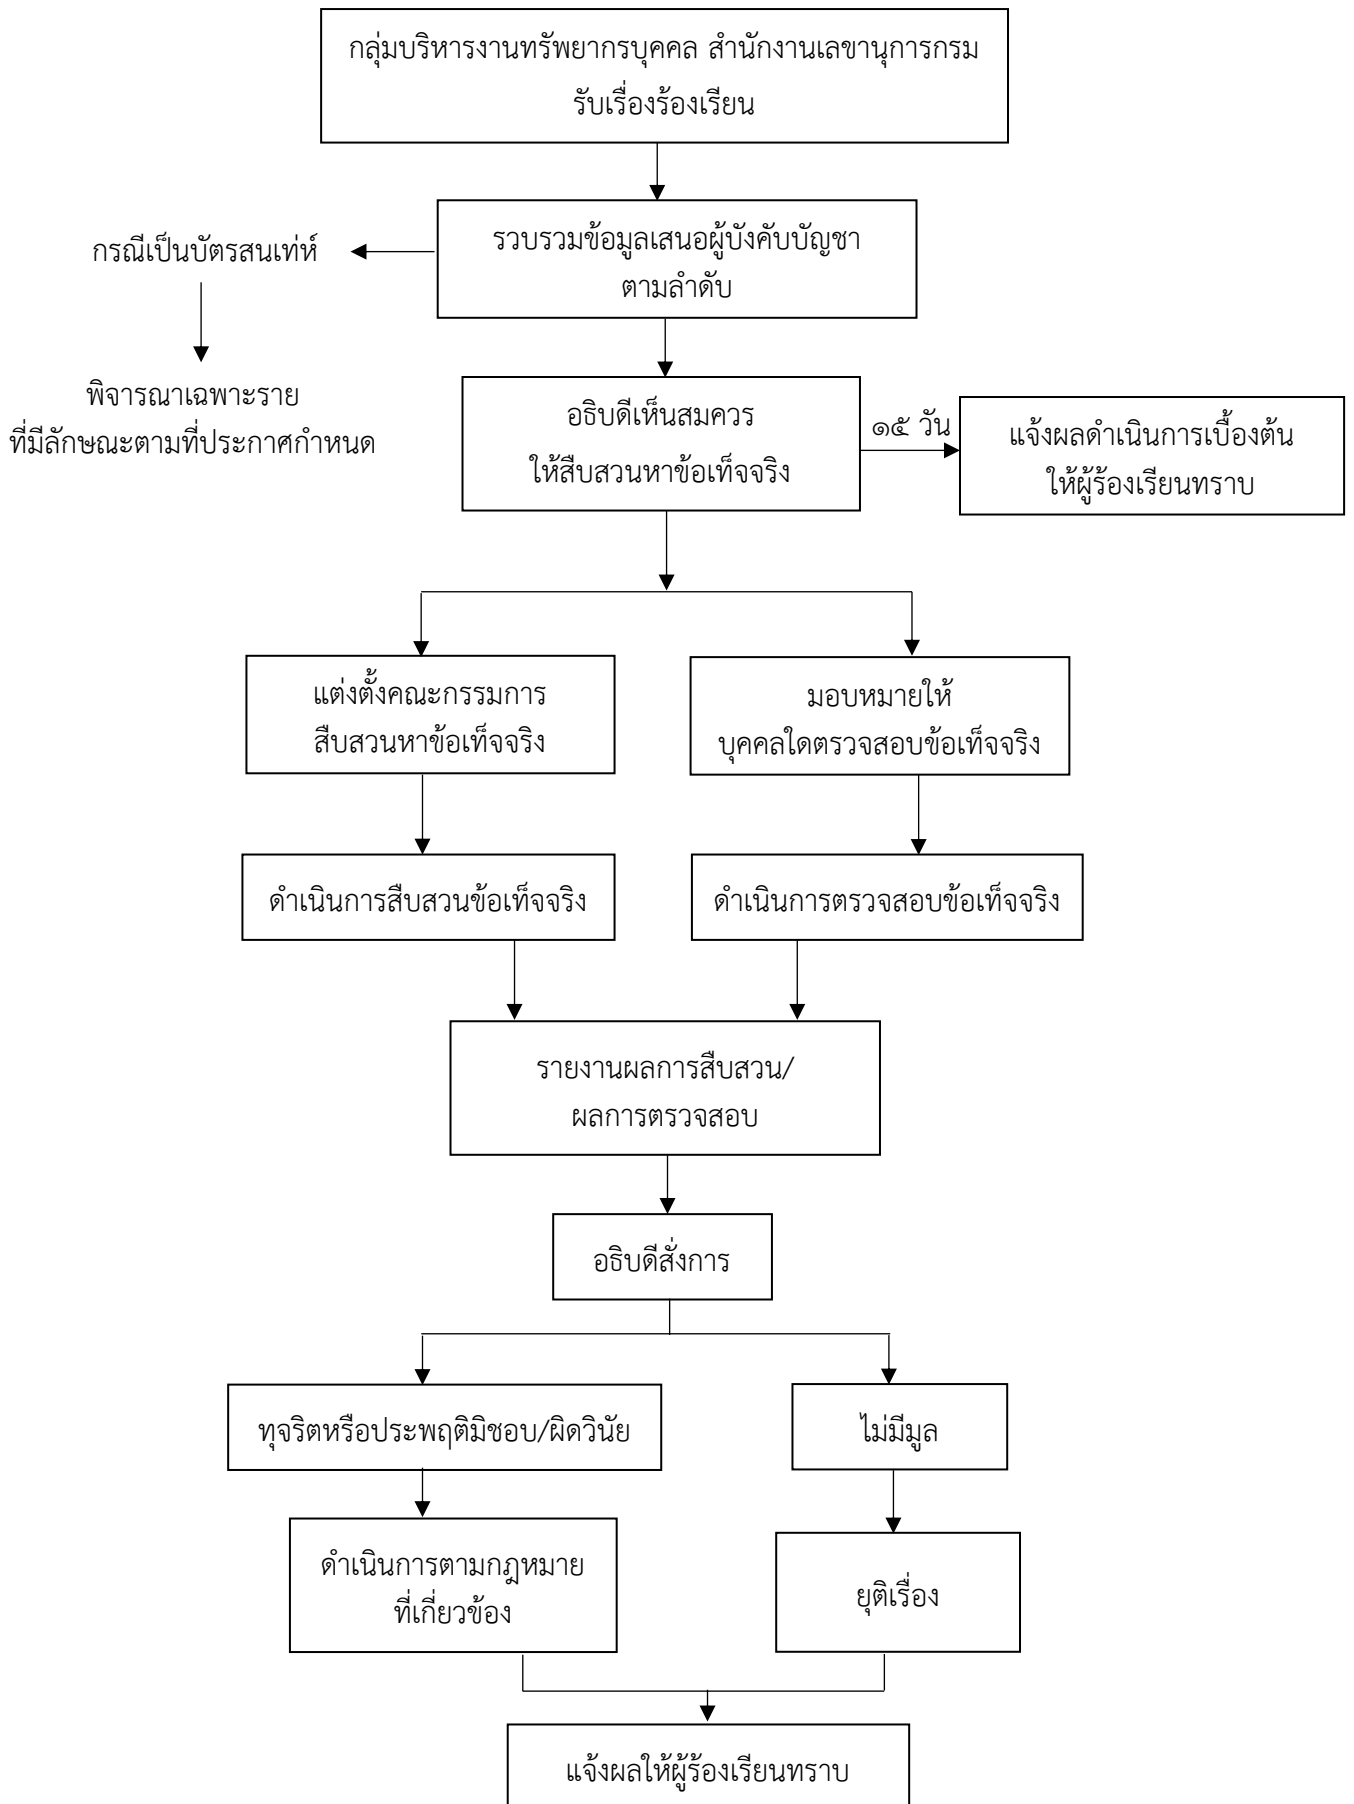 กลุ่มบริหารงานทรัพยากรบุคคล สำนักงานเลขานุการกรม
รับเรื่องร้องเรียน
รวบรวมข้อมูลเสนอผู้บังคับบัญชา
ตามลำดับ
กรณีเป็นบัตรสนเท่ห์
พิจารณาเฉพาะราย
ที่มีลักษณะตามที่ประกาศกำหนด
อธิบดีเห็นสมควร
ให้สืบสวนหาข้อเท็จจริง
๑๕ วัน
แจ้งผลดำเนินการเบื้องต้น
ให้ผู้ร้องเรียนทราบ
แต่งตั้งคณะกรรมการ
สืบสวนหาข้อเท็จจริง
มอบหมายให้
บุคคลใดตรวจสอบข้อเท็จจริง
ดำเนินการสืบสวนข้อเท็จจริง
ดำเนินการตรวจสอบข้อเท็จจริง
รายงานผลการสืบสวน/
ผลการตรวจสอบ
อธิบดีสั่งการ
ทุจริตหรือประพฤติมิชอบ/ผิดวินัย
ไม่มีมูล
ดำเนินการตามกฎหมาย
ที่เกี่ยวข้อง
ยุติเรื่อง
แจ้งผลให้ผู้ร้องเรียนทราบ